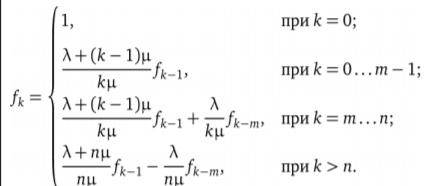 f_k = { 1, при k = 0;
(λ + (k − 1)μ)/(kμ) f_{k−1}, при k = 0…m − 1;
(λ + (k − 1)μ)/(kμ) f_{k−1} + λ/(kμ) f_{k−m}, при k = m…n;
(λ + nμ)/(nμ) f_{k−1} − λ/(nμ) f_{k−m}, при k > n.